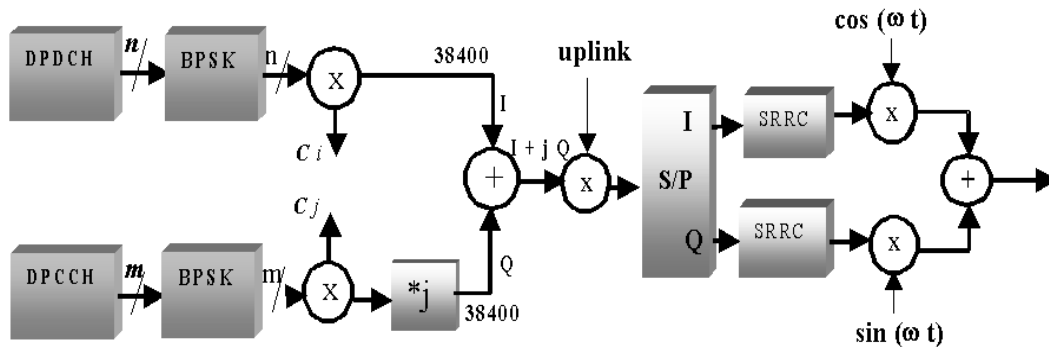 cos (ω t)
DPDCH
n
BPSK
n
X
38400
uplink
I
C i
+
I + j Q
x
S/P
I
SRRC
x
+
C j
Q
SRRC
x
DPCCH
m
BPSK
m
X
*j
Q
38400
sin (ω t)